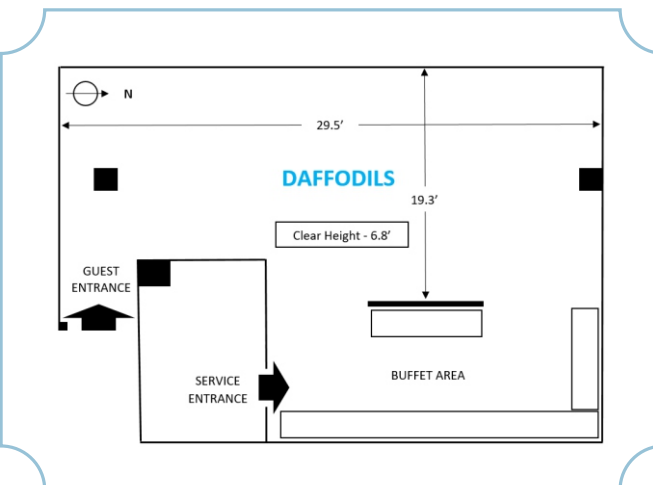 N
29.5’
DAFFODILS
19.3’
Clear Height - 6.8’
GUEST
ENTRANCE
SERVICE
ENTRANCE
BUFFET AREA